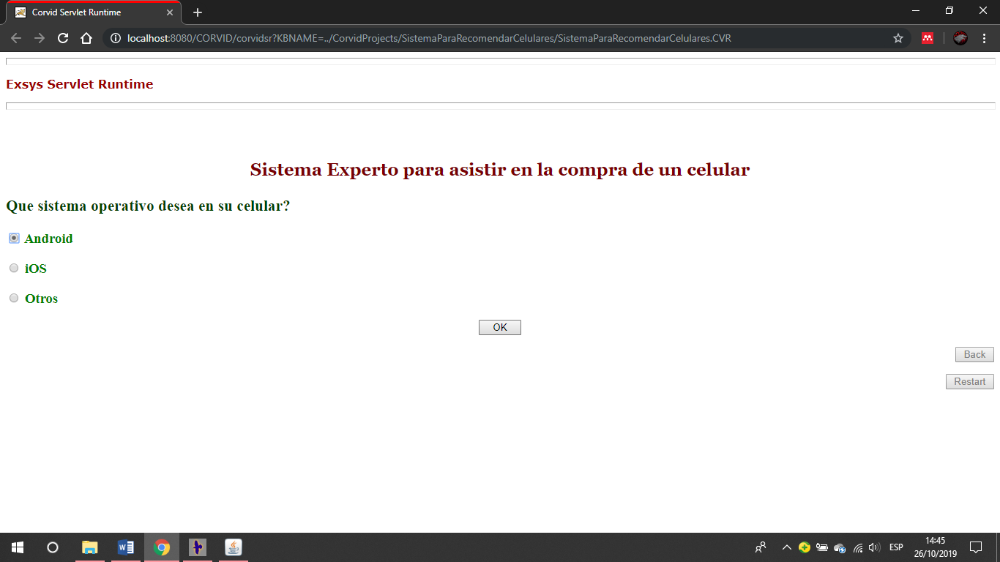 Corvid Servlet Runtime
localhost:8080/CORVID/corvidsr?KBNAME=../CorvidProjects/SistemaParaRecomendarCelulares/SistemaParaRecomendarCelulares.CVR
Exsys Servlet Runtime
Sistema Experto para asistir en la compra de un celular
Que sistema operativo desea en su celular?
Android
iOS
Otros
OK
Back
Restart
ESP
14:45
26/10/2019